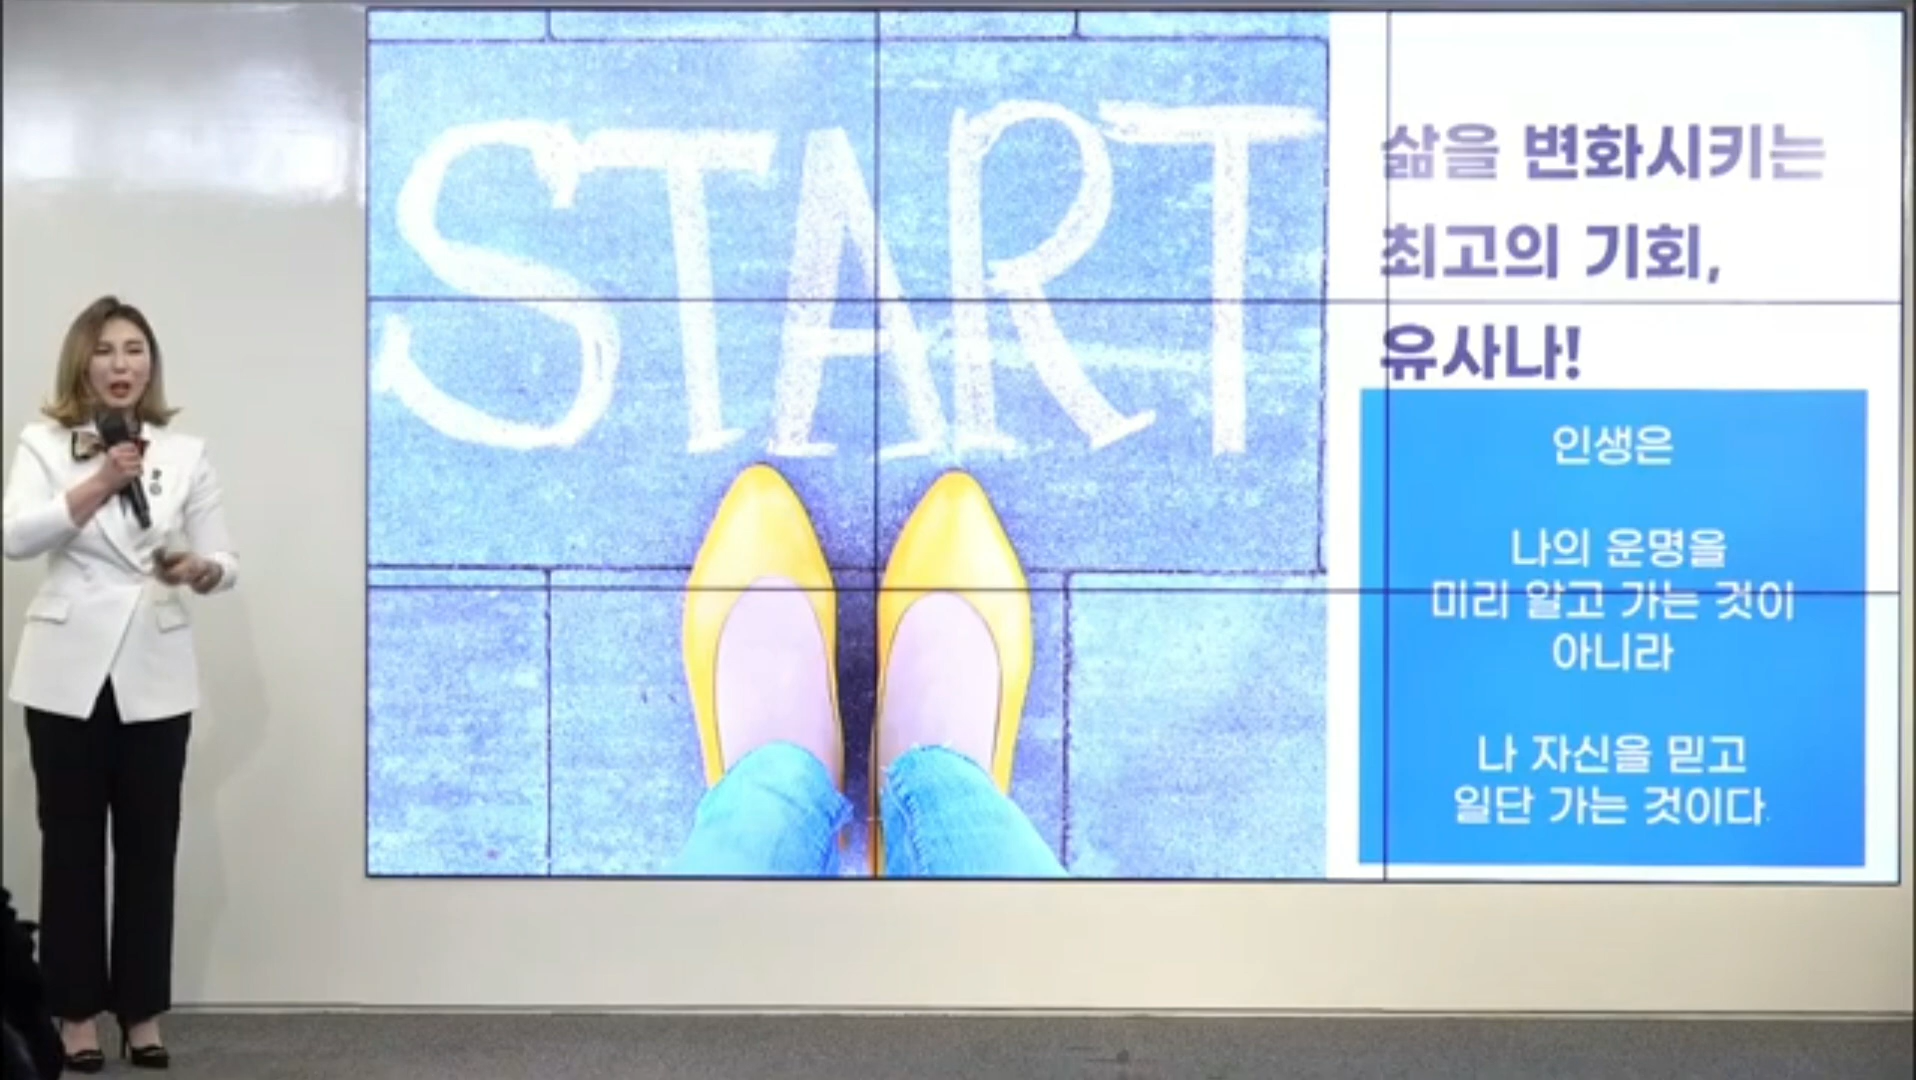 START
삶을 변화시키는
최고의 기회,
유사나!
인생은
나의 운명을
미리 알고 가는 것이
아니라
나 자신을 믿고
일단 가는 것이다.